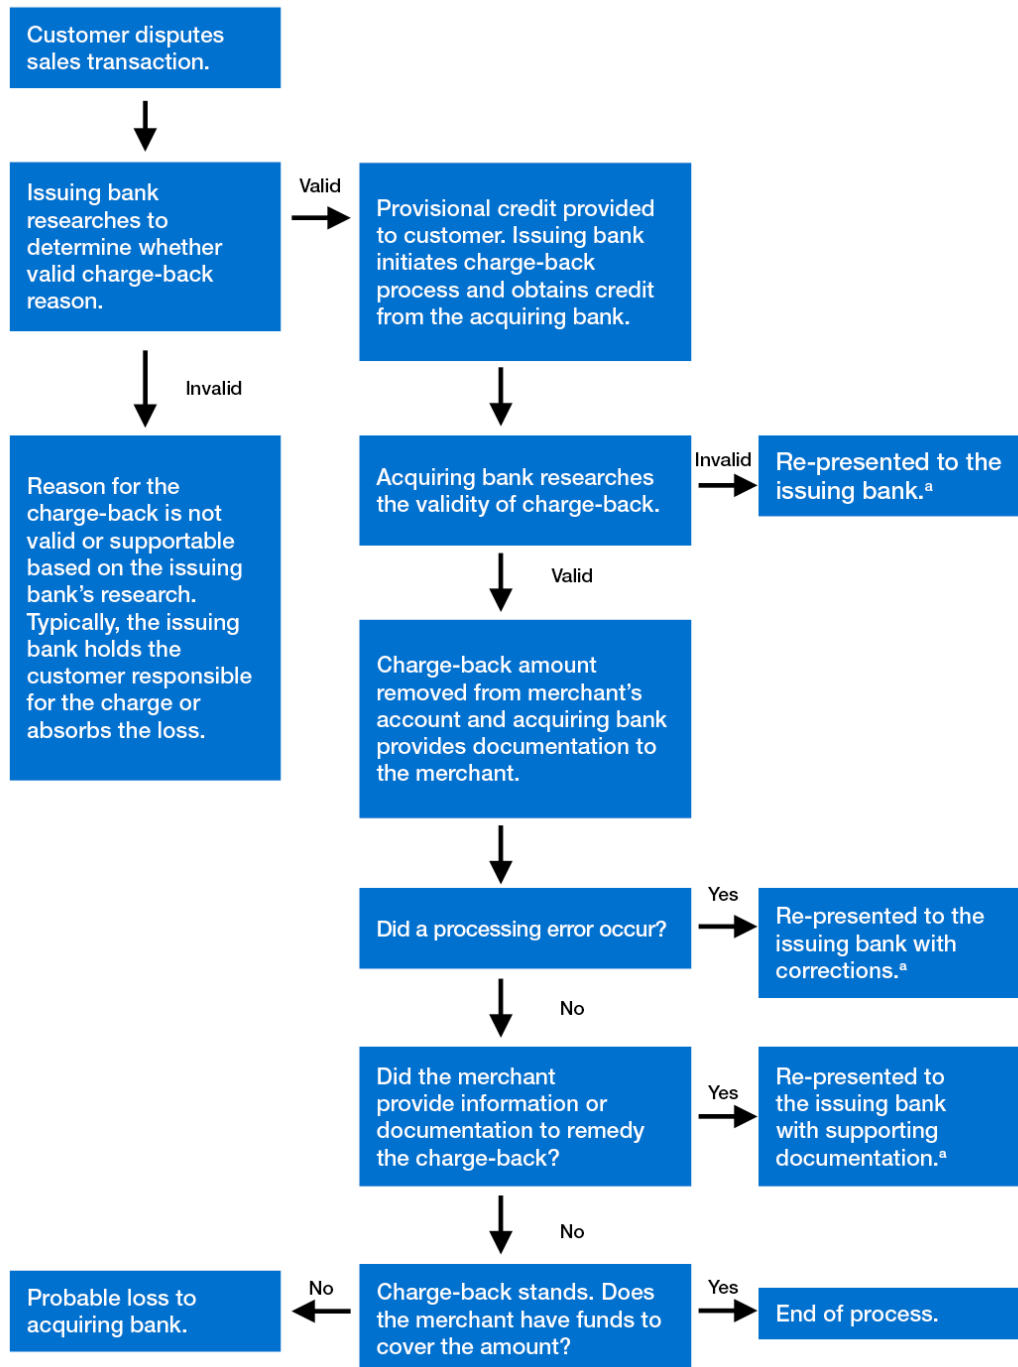 Customer disputes
sales transaction.
Issuing bank
researches to
determine whether
valid charge-back
reason.
Valid
Provisional credit provided
to customer. Issuing bank
initiates charge-back
process and obtains credit
from the acquiring bank.
Invalid
Reason for the
charge-back is not
valid or supportable
based on the issuing
bank’s research.
Typically, the issuing
bank holds the
customer responsible
for the charge or
absorbs the loss.
Acquiring bank researches
the validity of charge-back.
Invalid
Re-presented to the
issuing bank.ª
Valid
Charge-back amount
removed from merchant’s
account and acquiring bank
provides documentation to
the merchant.
Did a processing error occur?
Yes
Re-presented to the
issuing bank with
corrections.ª
No
Did the merchant
provide information or
documentation to remedy
the charge-back?
Yes
Re-presented to
the issuing bank
with supporting
documentation.ª
No
Charge-back stands. Does
the merchant have funds to
cover the amount?
No
Probable loss to
acquiring bank.
Yes
End of process.